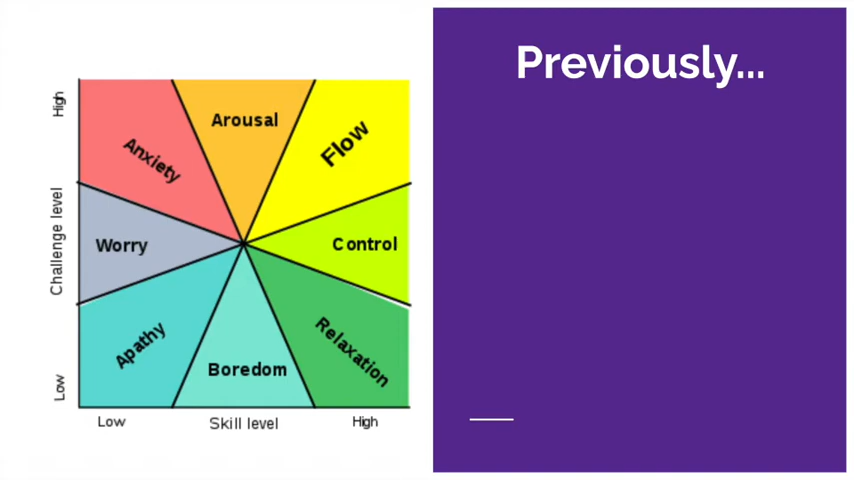 Previously...
High
Challenge level
Low
Anxiety
Arousal
Flow
Worry
Control
Apathy
Boredom
Relaxation
Low
Skill level
High